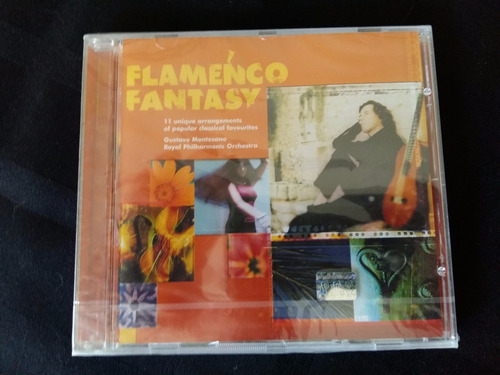 FLAMENCO
FANTASY
11 unique arrangements
of popular classical favourites
Gustavo Montesano
Royal Philharmonic Orchestra